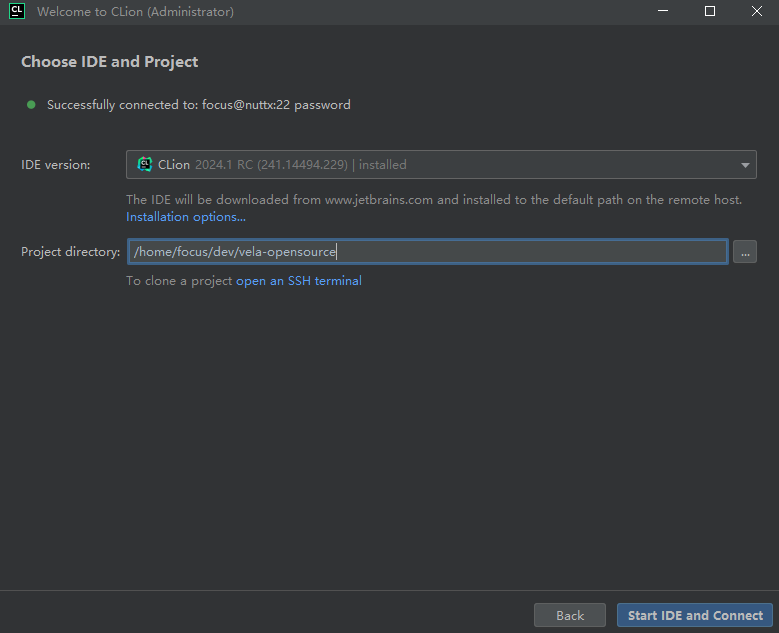 CL Welcome to CLion (Administrator)
Choose IDE and Project
Successfully connected to: focus@nuttx:22 password
IDE version: CL CLion 2024.1 RC (241.14494.229) | installed
The IDE will be downloaded from www.jetbrains.com and installed to the default path on the remote host.
Installation options...
Project directory: /home/focus/dev/vela-opensource ...
To clone a project open an SSH terminal
Back Start IDE and Connect